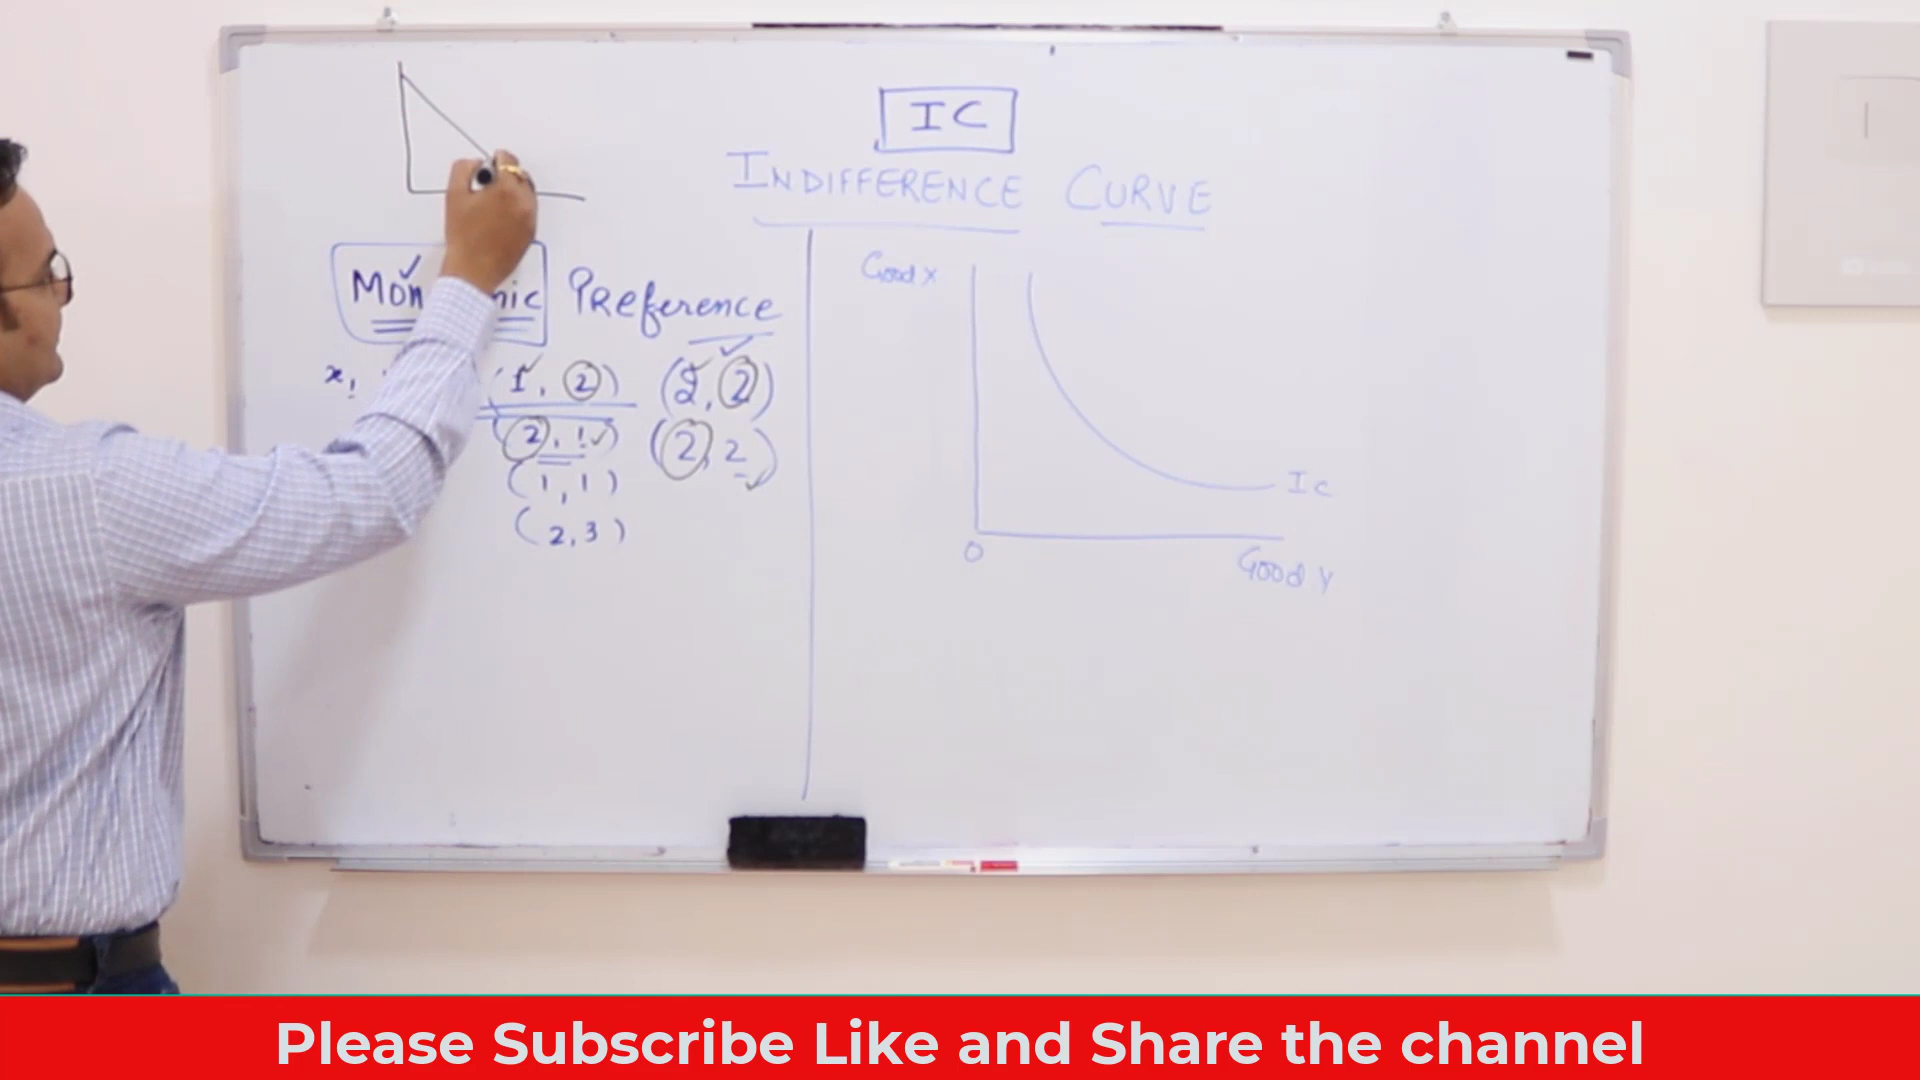 IC
INDIFFERENCE CURVE
Preference
Good X
x,
(1, 2) (2, 2)
(2, 1) (2, 2)
(1, 1)
(2, 3)
Ic
O
Good Y
Please Subscribe Like and Share the channel